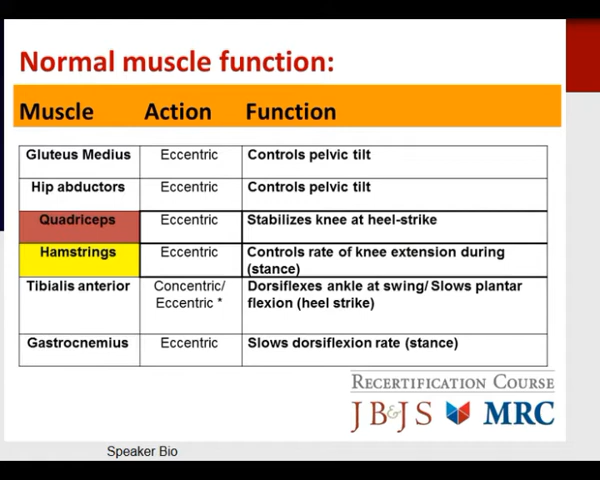 Normal muscle function:
Muscle Action Function
Gluteus Medius Eccentric Controls pelvic tilt
Hip abductors Eccentric Controls pelvic tilt
Quadriceps Eccentric Stabilizes knee at heel-strike
Hamstrings Eccentric Controls rate of knee extension during
(stance)
Tibialis anterior Concentric/ Dorsiflexes ankle at swing/ Slows plantar
Eccentric * flexion (heel strike)
Gastrocnemius Eccentric Slows dorsiflexion rate (stance)
Recertification Course
JB&JS MRC
Speaker Bio